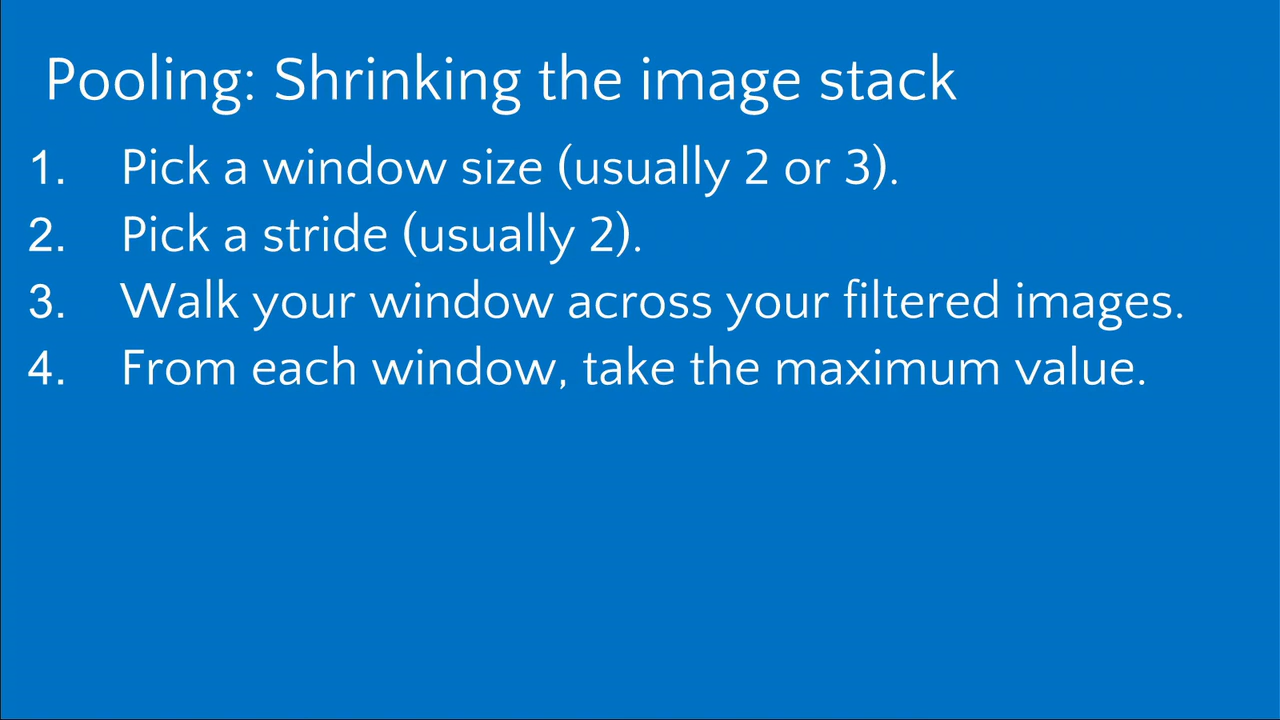 Pooling: Shrinking the image stack
1. Pick a window size (usually 2 or 3).
2. Pick a stride (usually 2).
3. Walk your window across your filtered images.
4. From each window, take the maximum value.